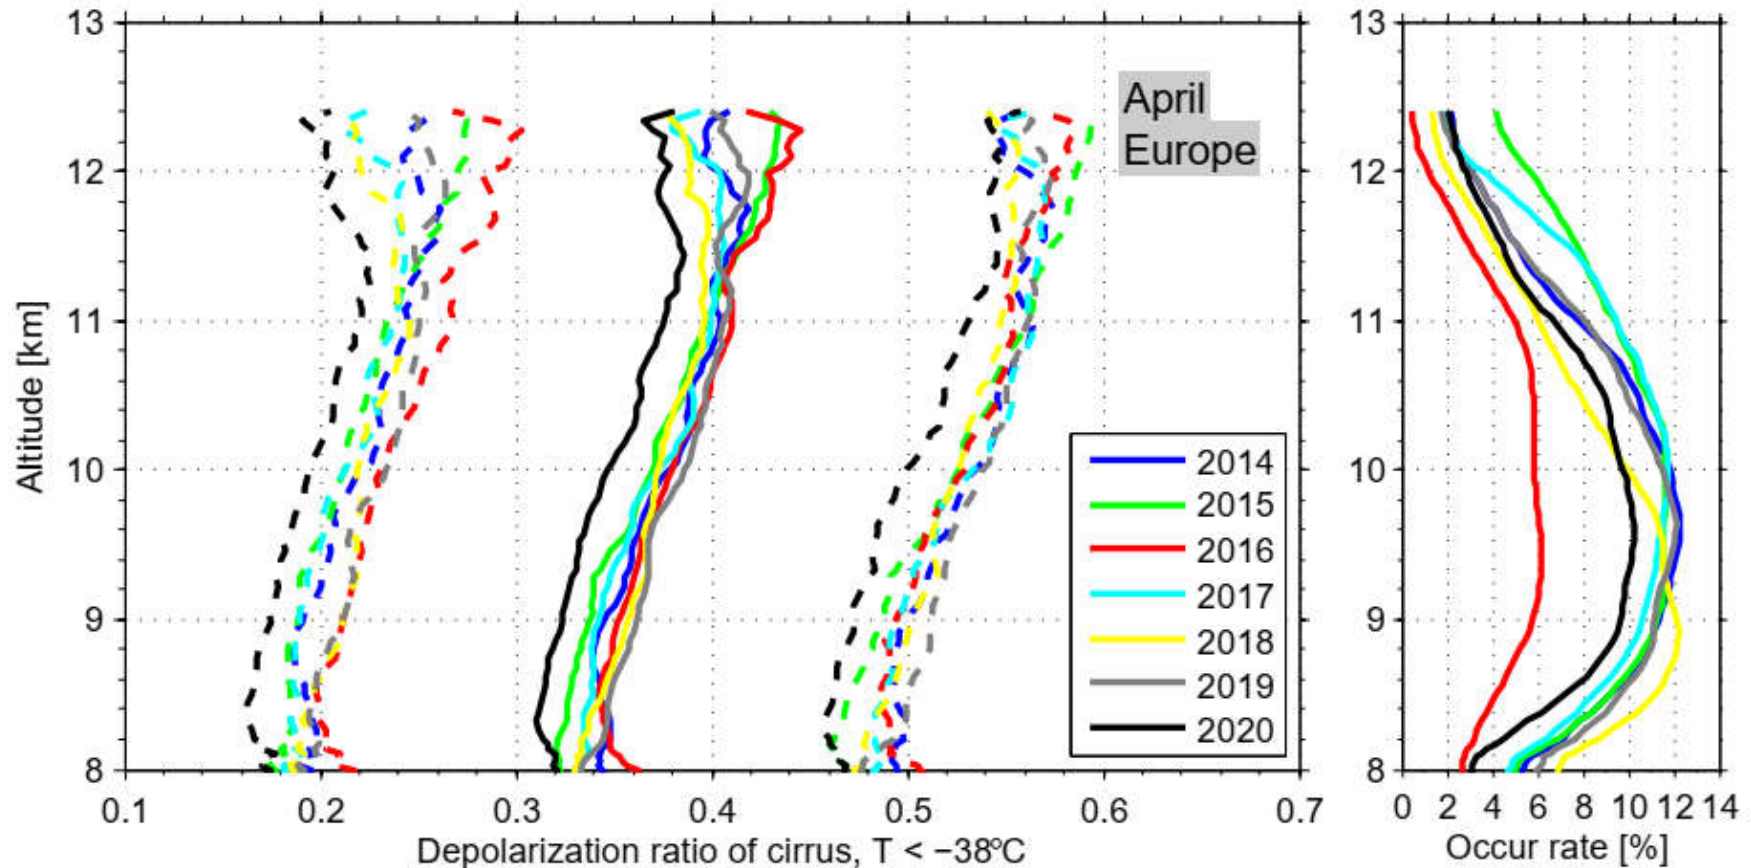 13
12
11
10
9
8
Altitude [km]
0.1 0.2 0.3 0.4 0.5 0.6 0.7
Depolarization ratio of cirrus, T < −38ºC
April
Europe
2014
2015
2016
2017
2018
2019
2020
13
12
11
10
9
8
0 2 4 6 8 10 12 14
Occur rate [%]